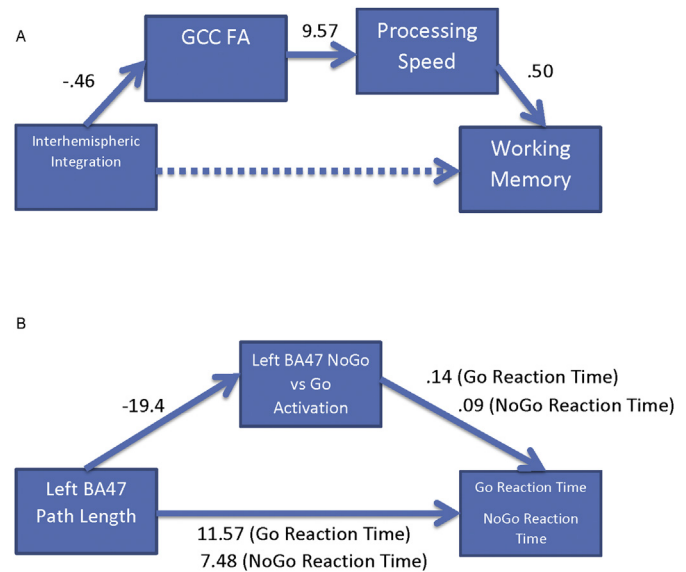 A
GCC FA
9.57
Processing
Speed
-.46
.50
Interhemispheric
Integration
Working
Memory
B
Left BA47 NoGo
vs Go
Activation
.14 (Go Reaction Time)
.09 (NoGo Reaction Time)
-19.4
Left BA47
Path Length
Go Reaction Time
NoGo Reaction
Time
11.57 (Go Reaction Time)
7.48 (NoGo Reaction Time)